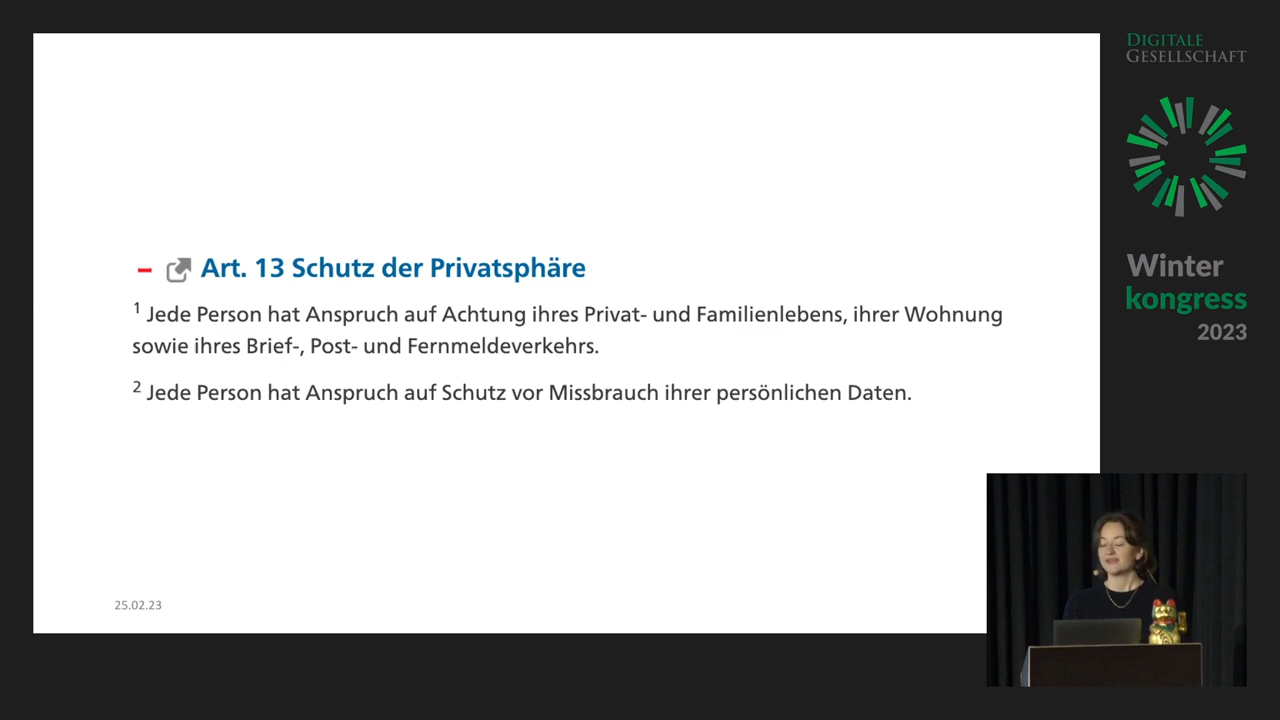 Art. 13 Schutz der Privatsphäre
1 Jede Person hat Anspruch auf Achtung ihres Privat- und Familienlebens, ihrer Wohnung
sowie ihres Brief-, Post- und Fernmeldeverkehrs.
2 Jede Person hat Anspruch auf Schutz vor Missbrauch ihrer persönlichen Daten.
25.02.23
DIGITALE
GESELLSCHAFT
Winter
kongress
2023